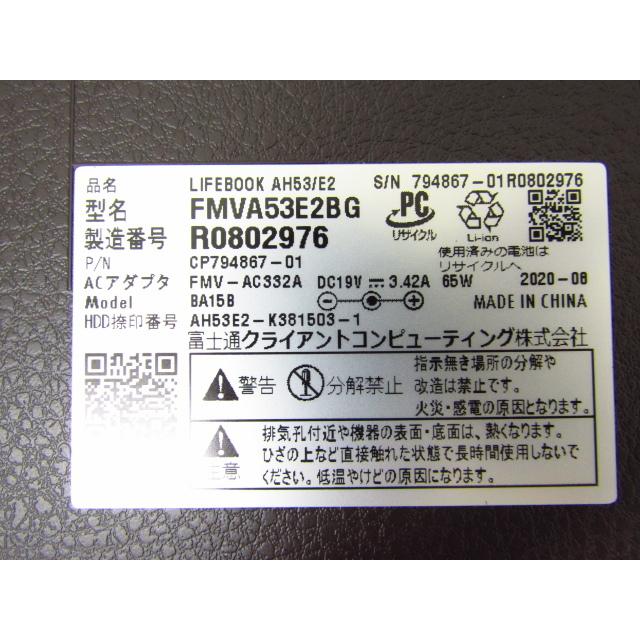 品名 LIFEBOOK AH53/E2 S/N 794867-01R0802976
型名 FMVA53E2BG
製造番号 R0802976
PC
リサイクル
Li-ion
使用済みの電池は
リサイクルへ
P/N CP794867-01
ACアダプタ FMV-AC332A DC19V 3.42A 65W 2020-08
Model BA15B MADE IN CHINA
HDD捺印番号 AH53E2-K381503-1
富士通クライアントコンピューティング株式会社
警告 分解禁止
指示無き場所の分解や
改造は禁止です。
火災・感電の原因となります。
注意
排気孔付近や機器の表面・底面は、熱くなります。
ひざの上など直接触れた状態で長時間使用しないで
ください。低温やけどの原因になります。